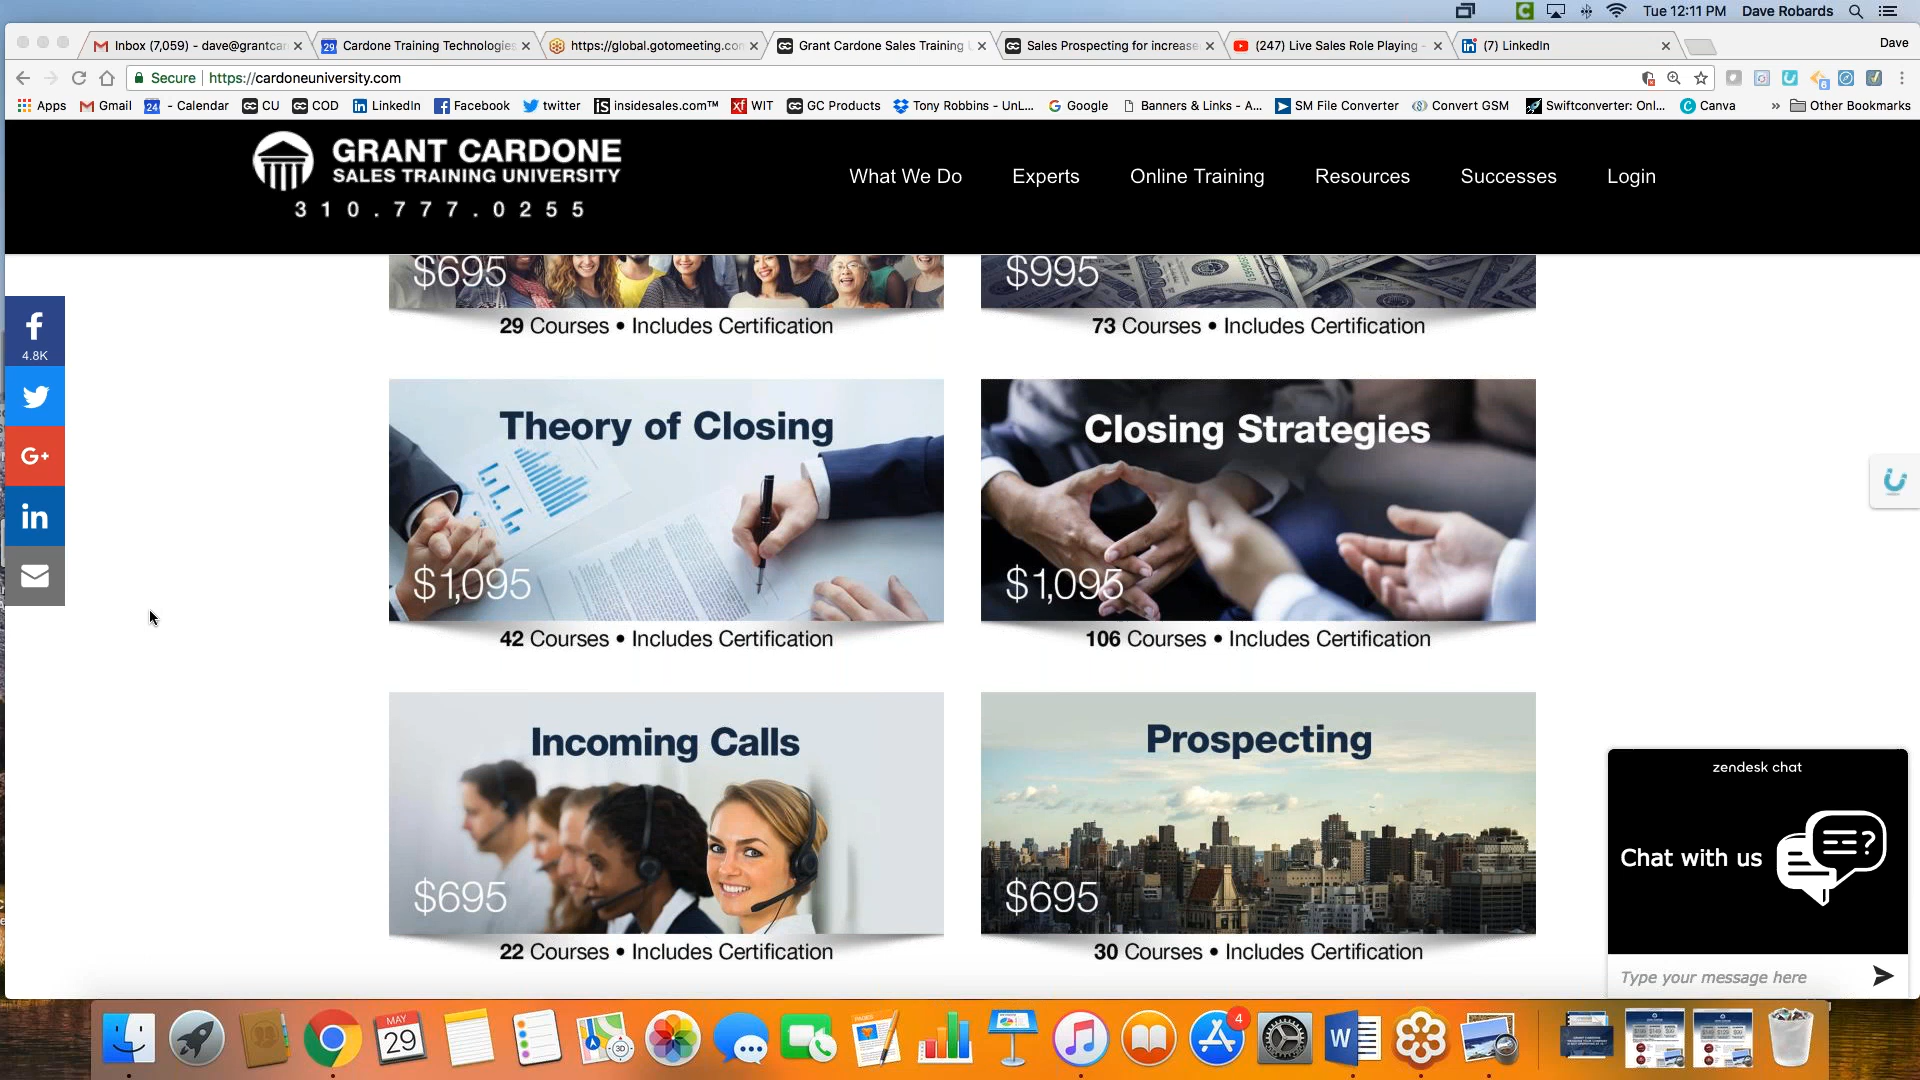 Tue 12:11 PM Dave Robards
Inbox (7,059) - dave@grantcar
Cardone Training Technologies
https://global.gotomeeting.co
Grant Cardone Sales Training U
Sales Prospecting for increase
(247) Live Sales Role Playing -
(7) LinkedIn
Dave
Secure https://cardoneuniversity.com
Apps Gmail - Calendar CU COD LinkedIn Facebook twitter insidesales.com™ WIT GC Products Tony Robbins - UnL... Google Banners & Links - A... SM File Converter Convert GSM Swiftconverter: Onl... Canva » Other Bookmarks
GRANT CARDONE
SALES TRAINING UNIVERSITY
310.777.0255
What We Do Experts Online Training Resources Successes Login
$695
29 Courses • Includes Certification
$995
73 Courses • Includes Certification
4.8K
G+
in
Theory of Closing
$1,095
42 Courses • Includes Certification
Closing Strategies
$1,095
106 Courses • Includes Certification
Incoming Calls
$695
22 Courses • Includes Certification
Prospecting
$695
30 Courses • Includes Certification
zendesk chat
Chat with us
Type your message here
MAY
29
PAGES
3D
4